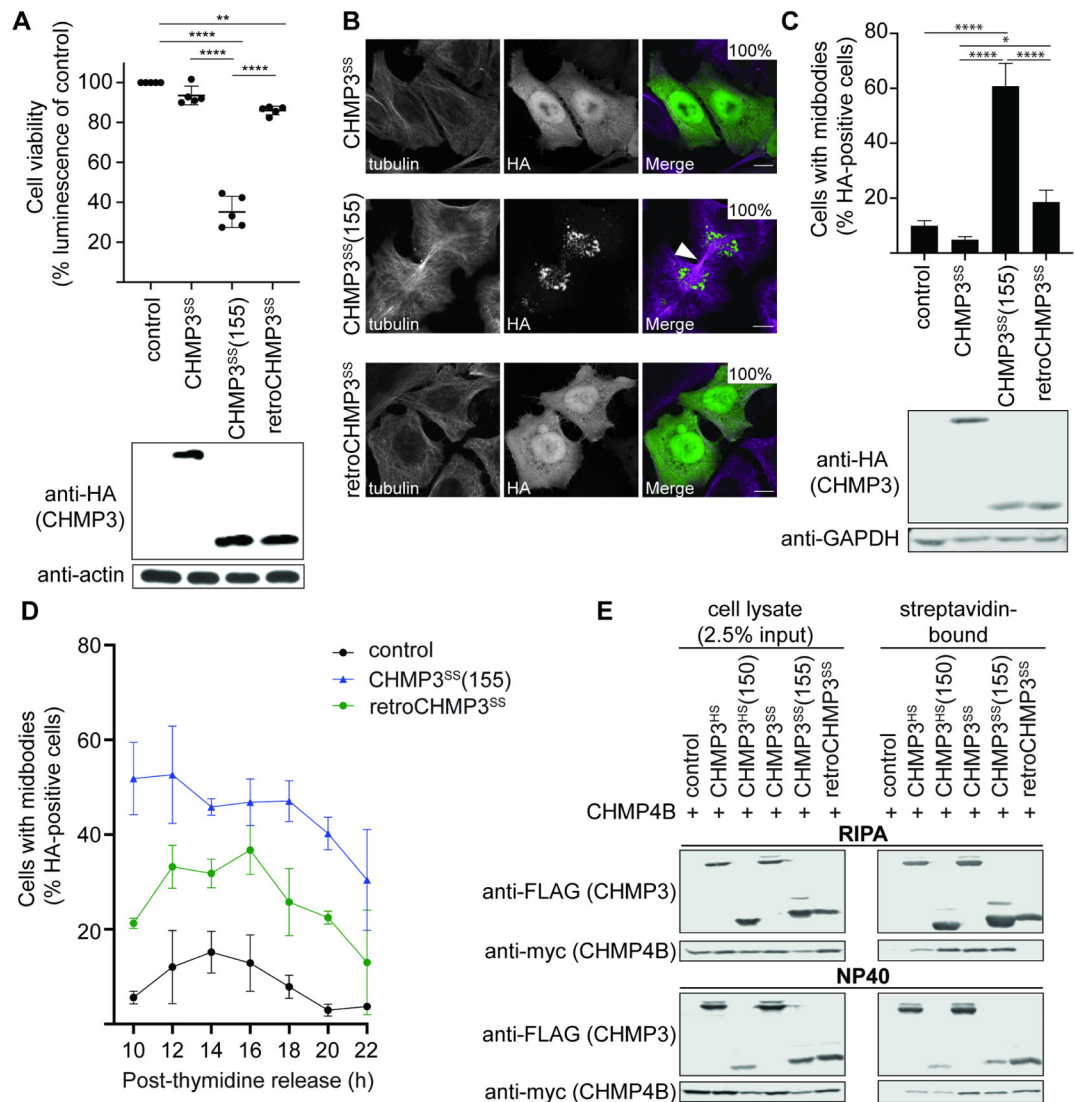 A
**
****
****
****
Cell viability
(% luminescence of control)
100
80
60
40
20
control
CHMP3SS
CHMP3SS(155)
retroCHMP3SS
anti-HA
(CHMP3)
anti-actin
B
CHMP3SS
tubulin
HA
Merge
100%
CHMP3SS(155)
tubulin
HA
Merge
100%
retroCHMP3SS
tubulin
HA
Merge
100%
C
****
*
**** ****
Cells with midbodies
(% HA-positive cells)
80
60
40
20
control
CHMP3SS
CHMP3SS(155)
retroCHMP3SS
anti-HA
(CHMP3)
anti-GAPDH
D
control
CHMP3SS(155)
retroCHMP3SS
Cells with midbodies
(% HA-positive cells)
80
60
40
20
10 12 14 16 18 20 22
Post-thymidine release (h)
E
cell lysate
(2.5% input)
streptavidin-
bound
control
CHMP3HS
CHMP3HS(150)
CHMP3SS
CHMP3SS(155)
retroCHMP3SS
control
CHMP3HS
CHMP3HS(150)
CHMP3SS
CHMP3SS(155)
retroCHMP3SS
CHMP4B + + + + + + + + + + + +
RIPA
anti-FLAG (CHMP3)
anti-myc (CHMP4B)
NP40
anti-FLAG (CHMP3)
anti-myc (CHMP4B)